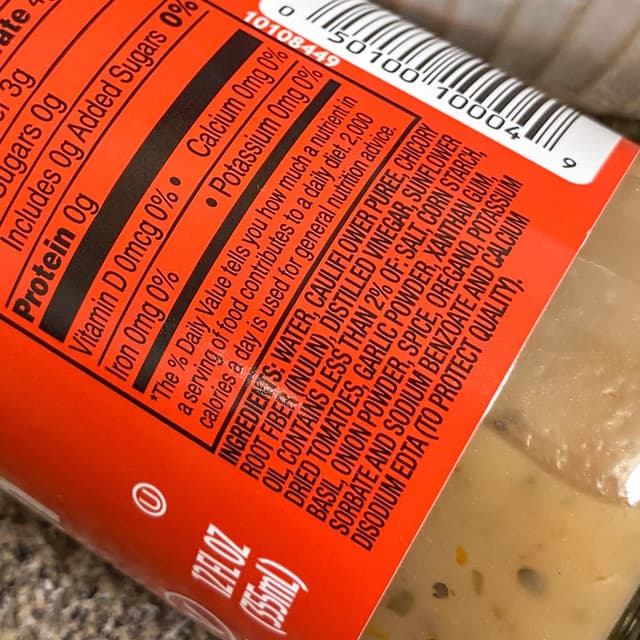 ate 4
r 3g
Sugars 0g
Includes 0g Added Sugars 0%
Protein 0g
Vitamin D 0mcg 0% • Calcium 0mg 0%
Iron 0mg 0% • Potassium 0mg 0%
*The % Daily Value tells you how much a nutrient in
a serving of food contributes to a daily diet. 2,000
calories a day is used for general nutrition advice.
INGREDIENTS: WATER, CAULIFLOWER PUREE, CHICORY
ROOT FIBER (INULIN), DISTILLED VINEGAR, SUNFLOWER
OIL, CONTAINS LESS THAN 2% OF: SALT, CORN STARCH,
DRIED TOMATOES, GARLIC POWDER, XANTHAN GUM,
BASIL, ONION POWDER, SPICE, OREGANO, POTASSIUM
SORBATE AND SODIUM BENZOATE AND CALCIUM
DISODIUM EDTA (TO PROTECT QUALITY).
10108449
0 50100 10004 9
U
12 FL OZ
(355mL)